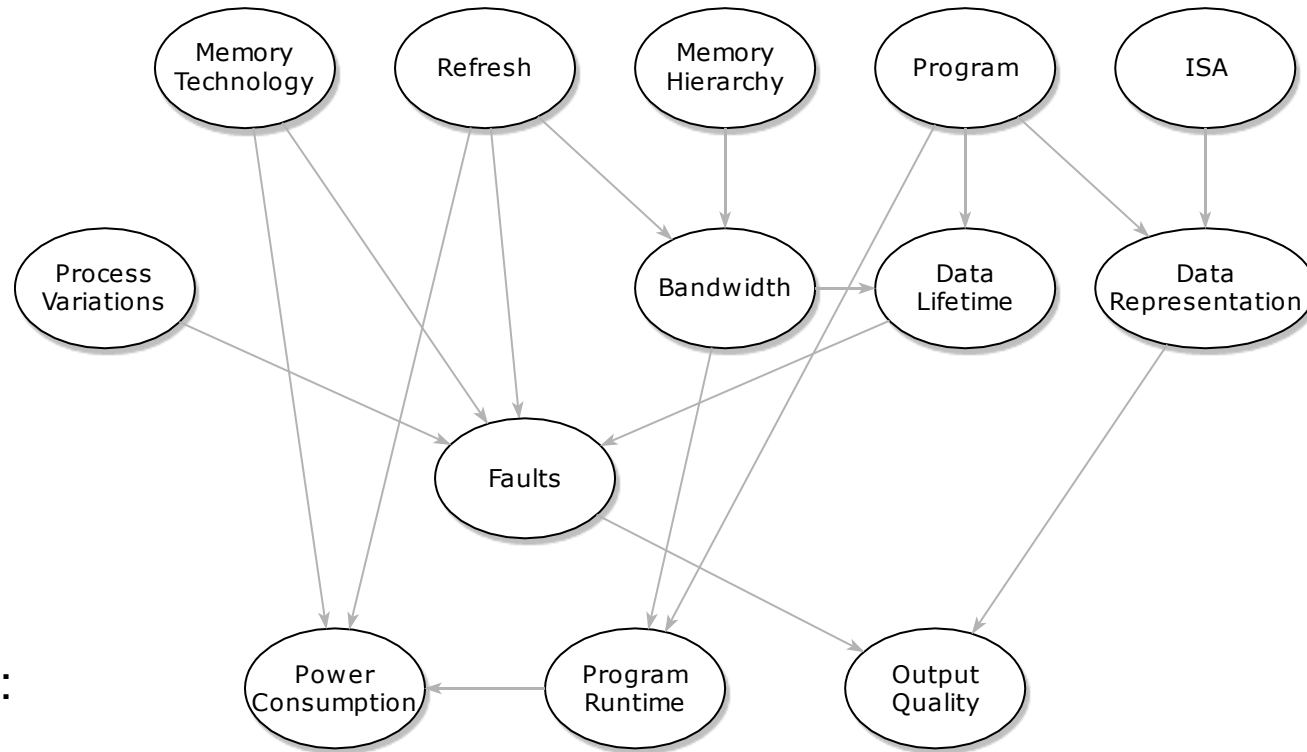 Memory
Technology
Refresh
Memory
Hierarchy
Program
ISA
Process
Variations
Bandwidth
Data
Lifetime
Data
Representation
Faults
:
Power
Consumption
Program
Runtime
Output
Quality